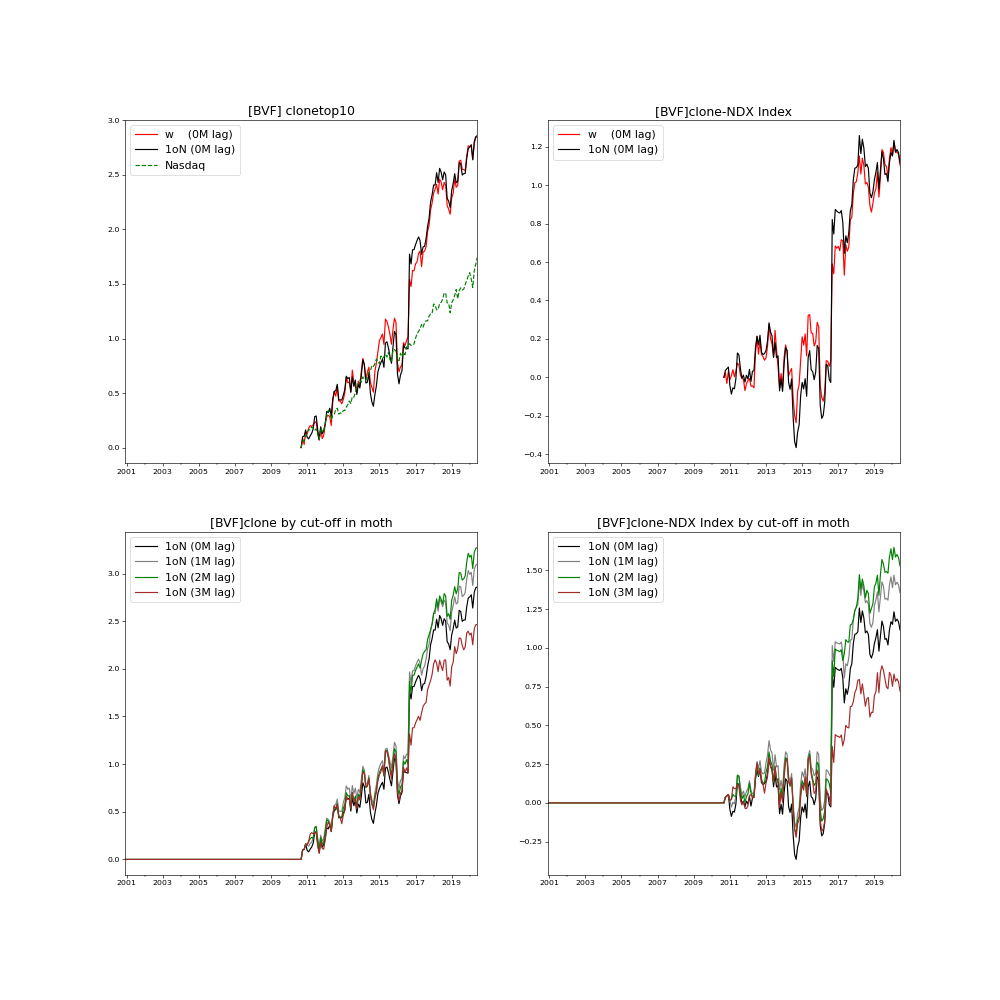 [BVF] clonetop10
w    (0M lag)
1oN (0M lag)
Nasdaq
3.0
2.5
2.0
1.5
1.0
0.5
0.0
2001 2003 2005 2007 2009 2011 2013 2015 2017 2019
[BVF]clone-NDX Index
w    (0M lag)
1oN (0M lag)
1.2
1.0
0.8
0.6
0.4
0.2
0.0
−0.2
−0.4
2001 2003 2005 2007 2009 2011 2013 2015 2017 2019
[BVF]clone by cut-off in moth
1oN (0M lag)
1oN (1M lag)
1oN (2M lag)
1oN (3M lag)
3.0
2.5
2.0
1.5
1.0
0.5
0.0
2001 2003 2005 2007 2009 2011 2013 2015 2017 2019
[BVF]clone-NDX Index by cut-off in moth
1oN (0M lag)
1oN (1M lag)
1oN (2M lag)
1oN (3M lag)
1.50
1.25
1.00
0.75
0.50
0.25
0.00
−0.25
2001 2003 2005 2007 2009 2011 2013 2015 2017 2019